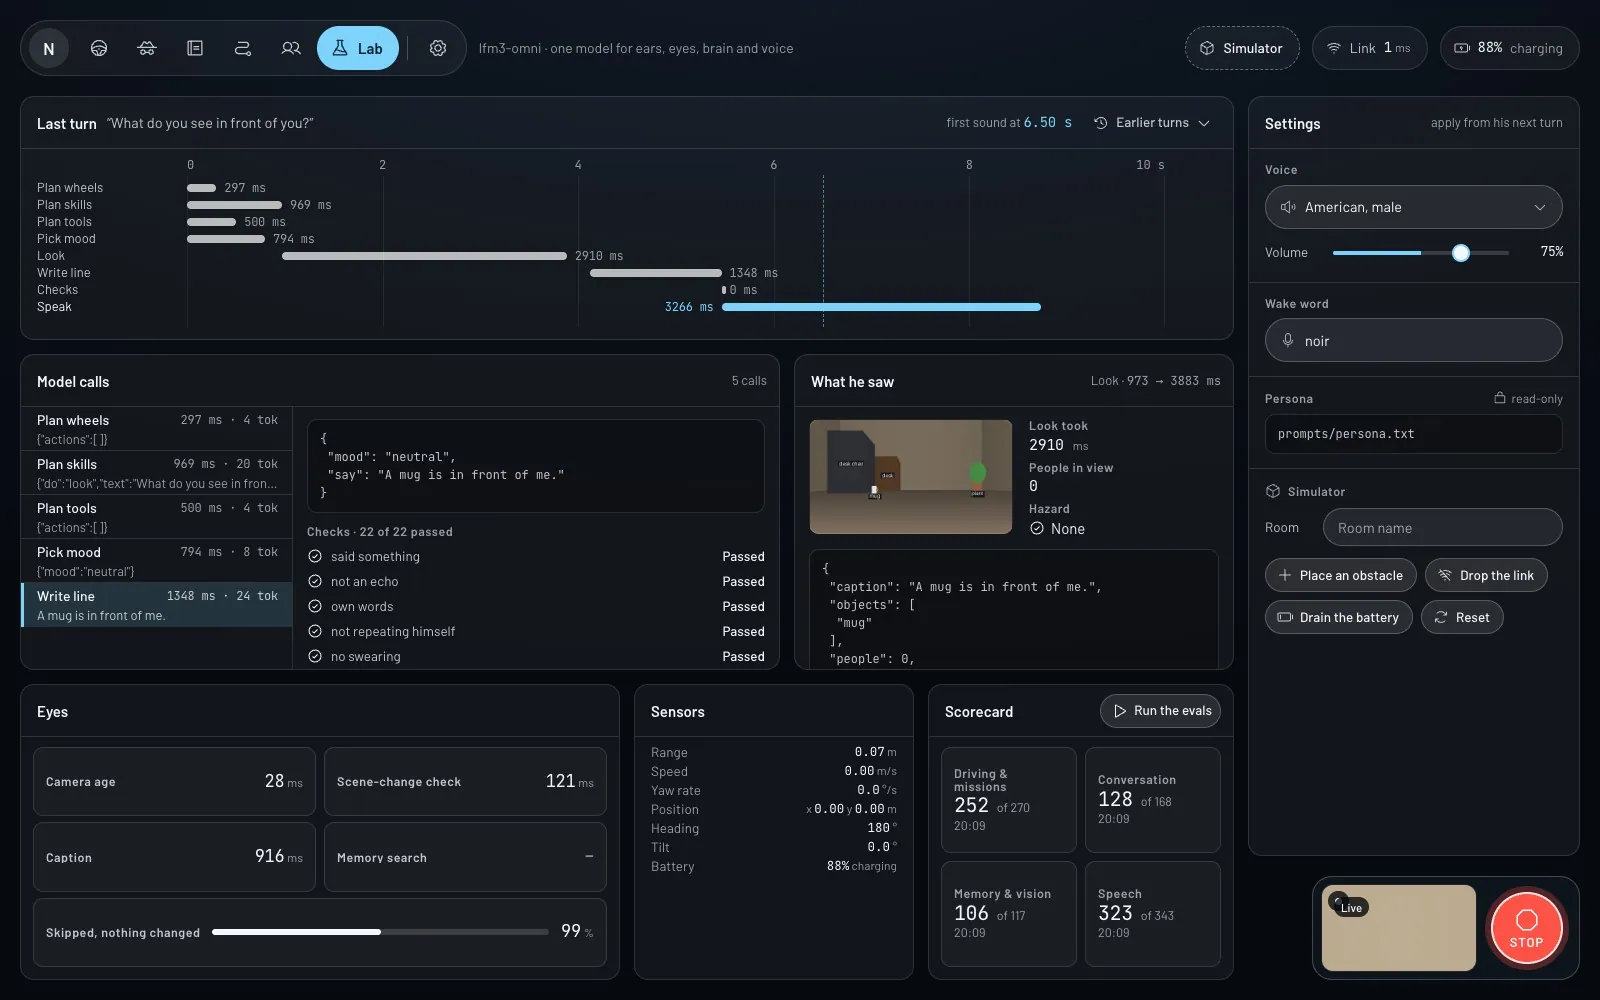 N
Lab
lfm3-omni · one model for ears, eyes, brain and voice
Simulator
Link 1 ms
88% charging
Last turn "What do you see in front of you?"
first sound at 6.50 s
Earlier turns
0 2 4 6 8 10 s
Plan wheels 297 ms
Plan skills 969 ms
Plan tools 500 ms
Pick mood 794 ms
Look 2910 ms
Write line 1348 ms
Checks 0 ms
Speak 3266 ms
Model calls 5 calls
Plan wheels 297 ms · 4 tok
{"actions":[ ]}
Plan skills 969 ms · 20 tok
{"do":"look","text":"What do you see in fron...
Plan tools 500 ms · 4 tok
{"actions":[ ]}
Pick mood 794 ms · 8 tok
{"mood":"neutral"}
Write line 1348 ms · 24 tok
A mug is in front of me.
{
"mood": "neutral",
"say": "A mug is in front of me."
}
Checks · 22 of 22 passed
said something Passed
not an echo Passed
own words Passed
not repeating himself Passed
no swearing Passed
What he saw Look · 973 → 3883 ms
desk chair
desk
mug
plant
Look took
2910 ms
People in view
0
Hazard
None
{
"caption": "A mug is in front of me.",
"objects": [
"mug"
],
"people": 0,
Eyes
Camera age 28 ms
Scene-change check 121 ms
Caption 916 ms
Memory search –
Skipped, nothing changed 99 %
Sensors
Range 0.07 m
Speed 0.00 m/s
Yaw rate 0.0 °/s
Position x 0.00 y 0.00 m
Heading 180 °
Tilt 0.0 °
Battery 88% charging
Scorecard
Run the evals
Driving & missions
252 of 270
20:09
Conversation
128 of 168
20:09
Memory & vision
106 of 117
20:09
Speech
323 of 343
20:09
Settings apply from his next turn
Voice
American, male
Volume 75%
Wake word
noir
Persona read-only
prompts/persona.txt
Simulator
Room Room name
Place an obstacle
Drop the link
Drain the battery
Reset
Live
STOP